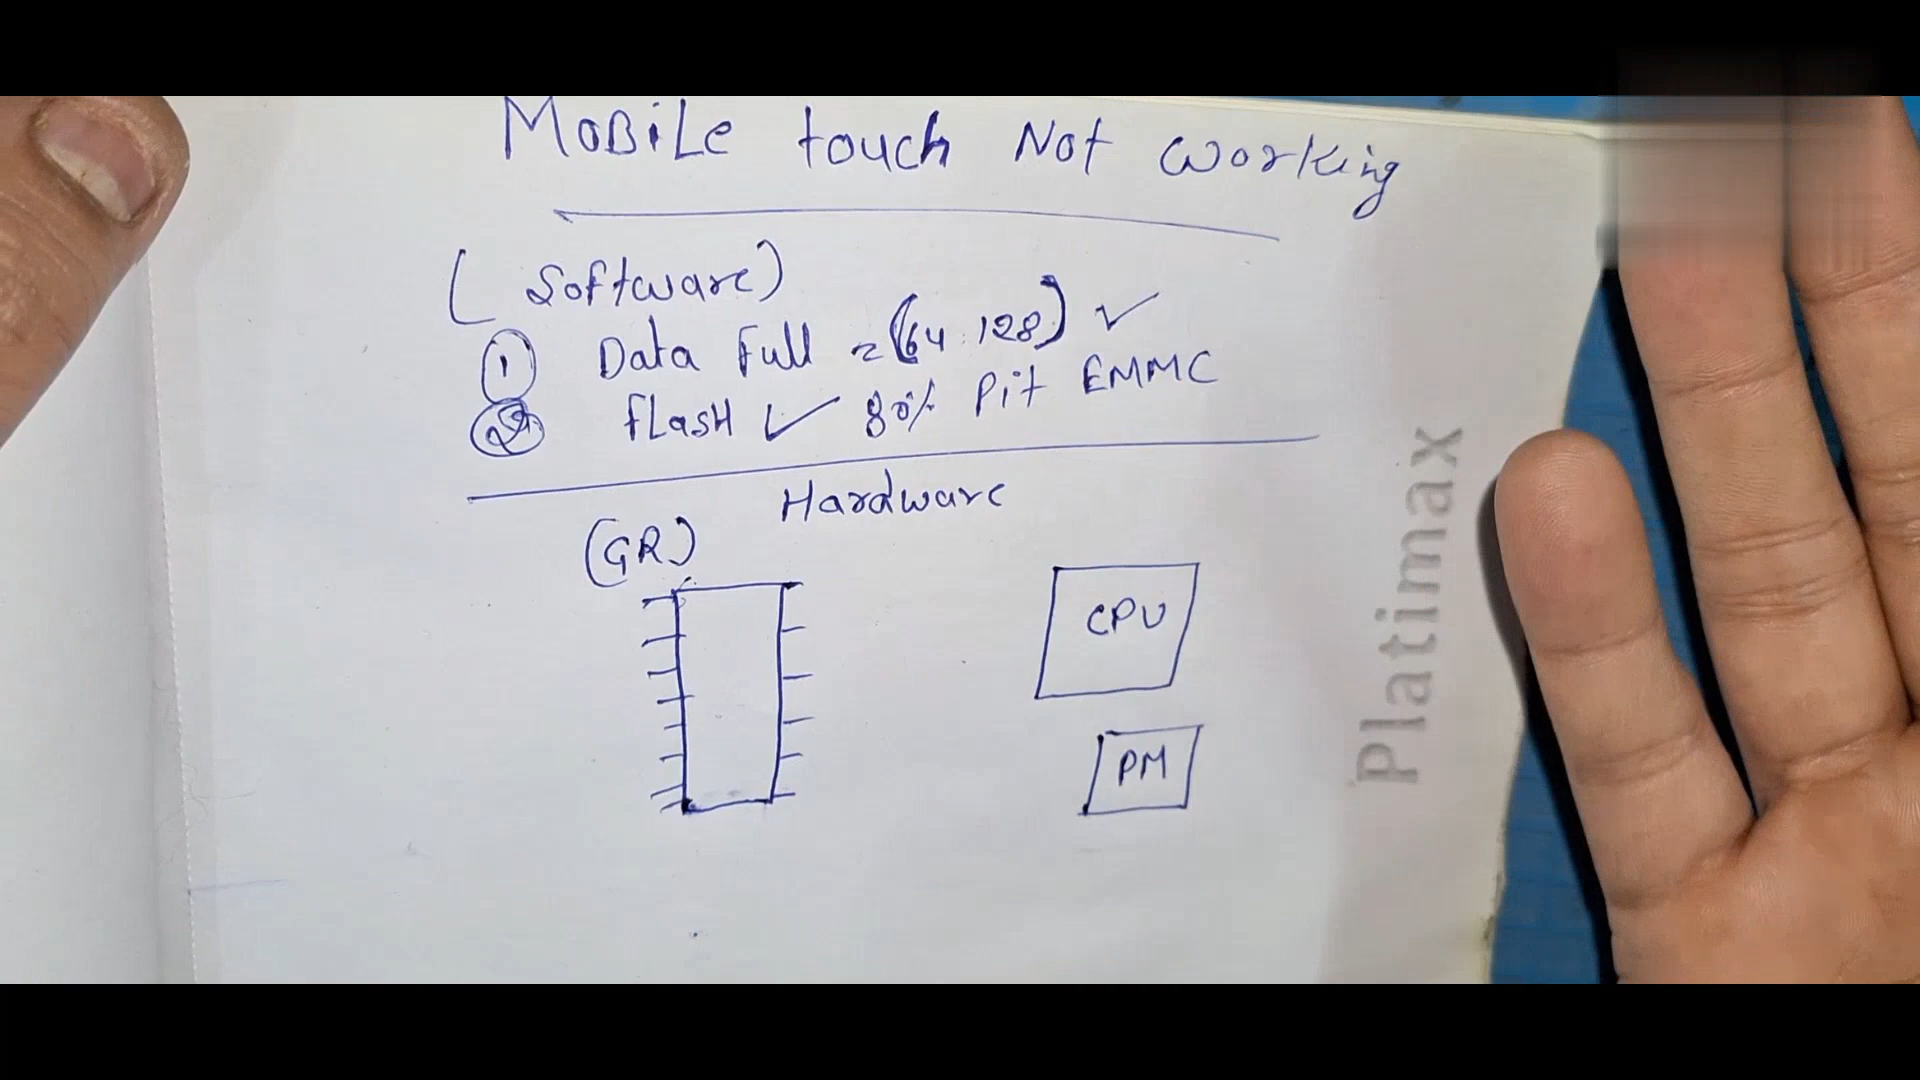 MOBiLe touch Not working
( Software)
1 Data Full = (64 128) ✓
2 fLasH ✓ 80% Pit EMMC
Hardware
(GR)
CPU
PM
Platimax